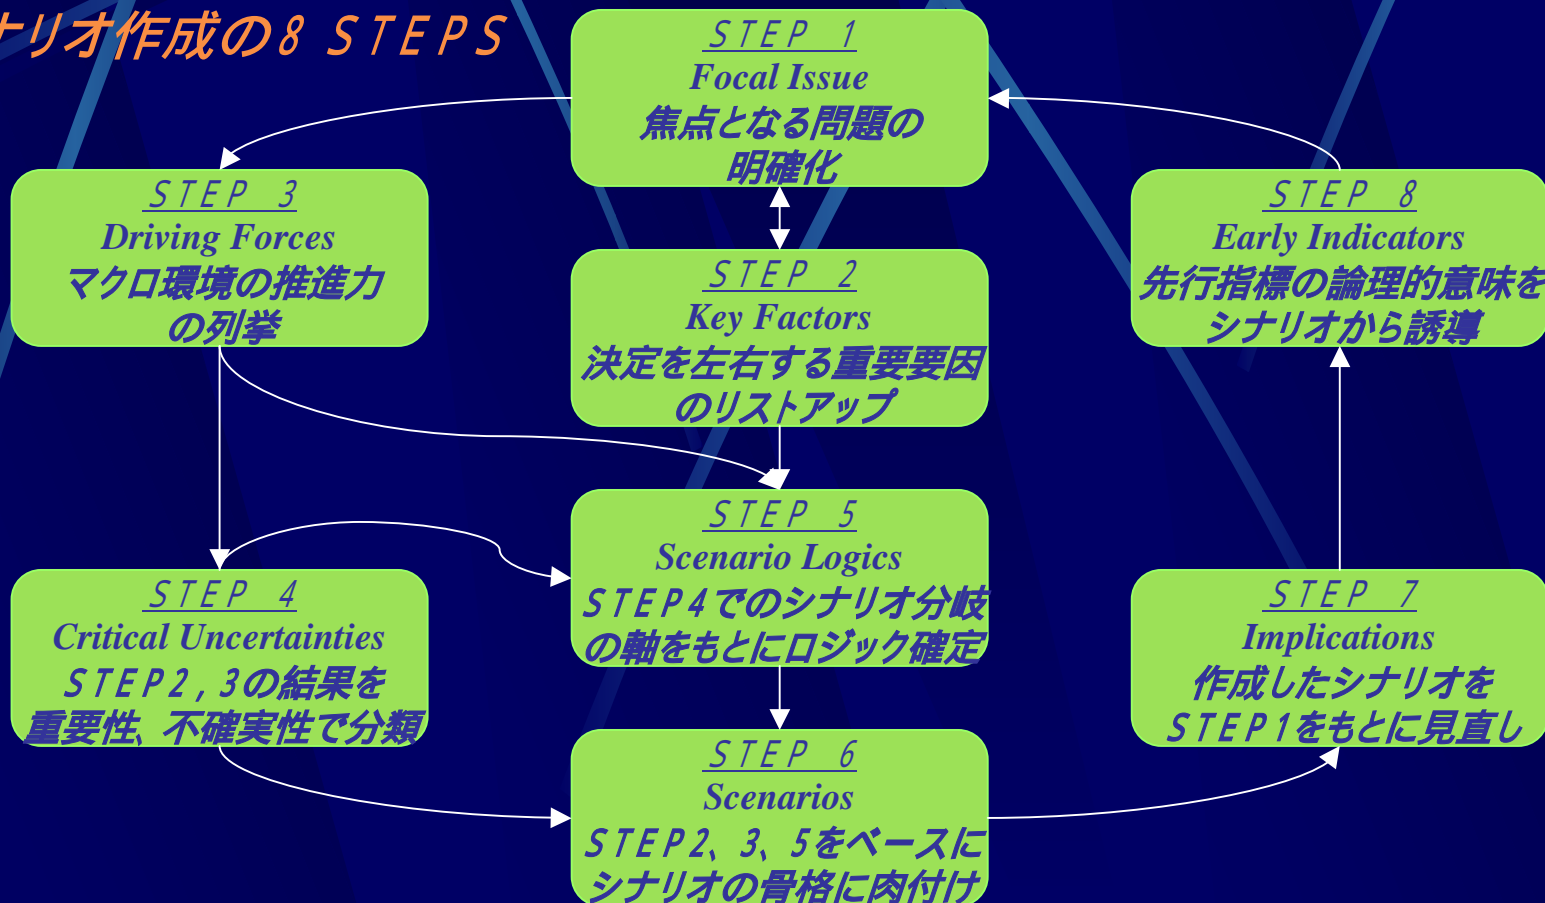 ナリオ作成の8 STEPS
STEP 1
Focal Issue
焦点となる問題の
明確化
STEP 3
Driving Forces
マクロ環境の推進力
の列挙
STEP 8
Early Indicators
先行指標の論理的意味を
シナリオから誘導
STEP 2
Key Factors
決定を左右する重要要因
のリストアップ
STEP 5
Scenario Logics
STEP4でのシナリオ分岐
の軸をもとにロジック確定
STEP 4
Critical Uncertainties
STEP2,3の結果を
重要性、不確実性で分類
STEP 7
Implications
作成したシナリオを
STEP1をもとに見直し
STEP 6
Scenarios
STEP2、3、5をベースに
シナリオの骨格に肉付け